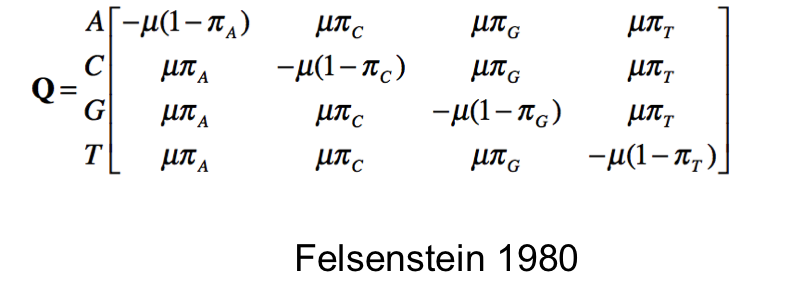 A −μ(1−π_A) μπ_C μπ_G μπ_T
C μπ_A −μ(1−π_C) μπ_G μπ_T
Q=
G μπ_A μπ_C −μ(1−π_G) μπ_T
T μπ_A μπ_C μπ_G −μ(1−π_T)
Felsenstein 1980